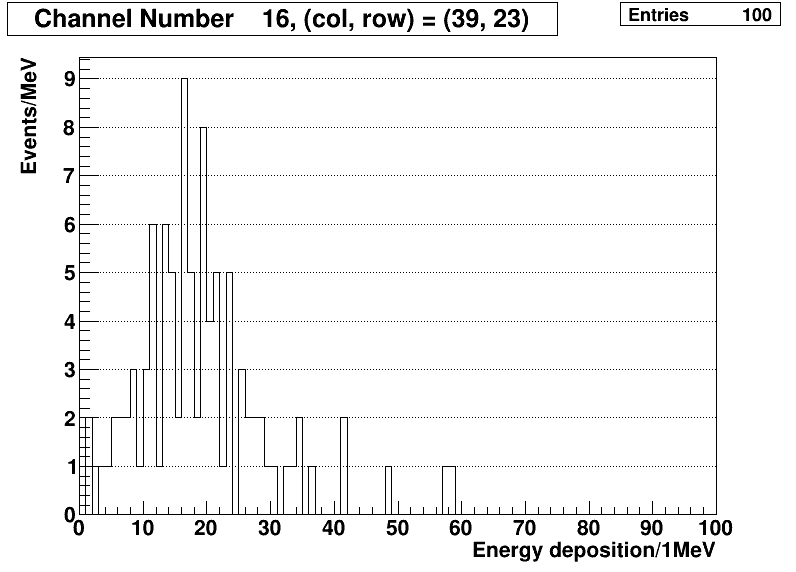 Channel Number 16, (col, row) = (39, 23)
Entries 100
Events/MeV
9
8
7
6
5
4
3
2
1
0
0 10 20 30 40 50 60 70 80 90 100
Energy deposition/1MeV